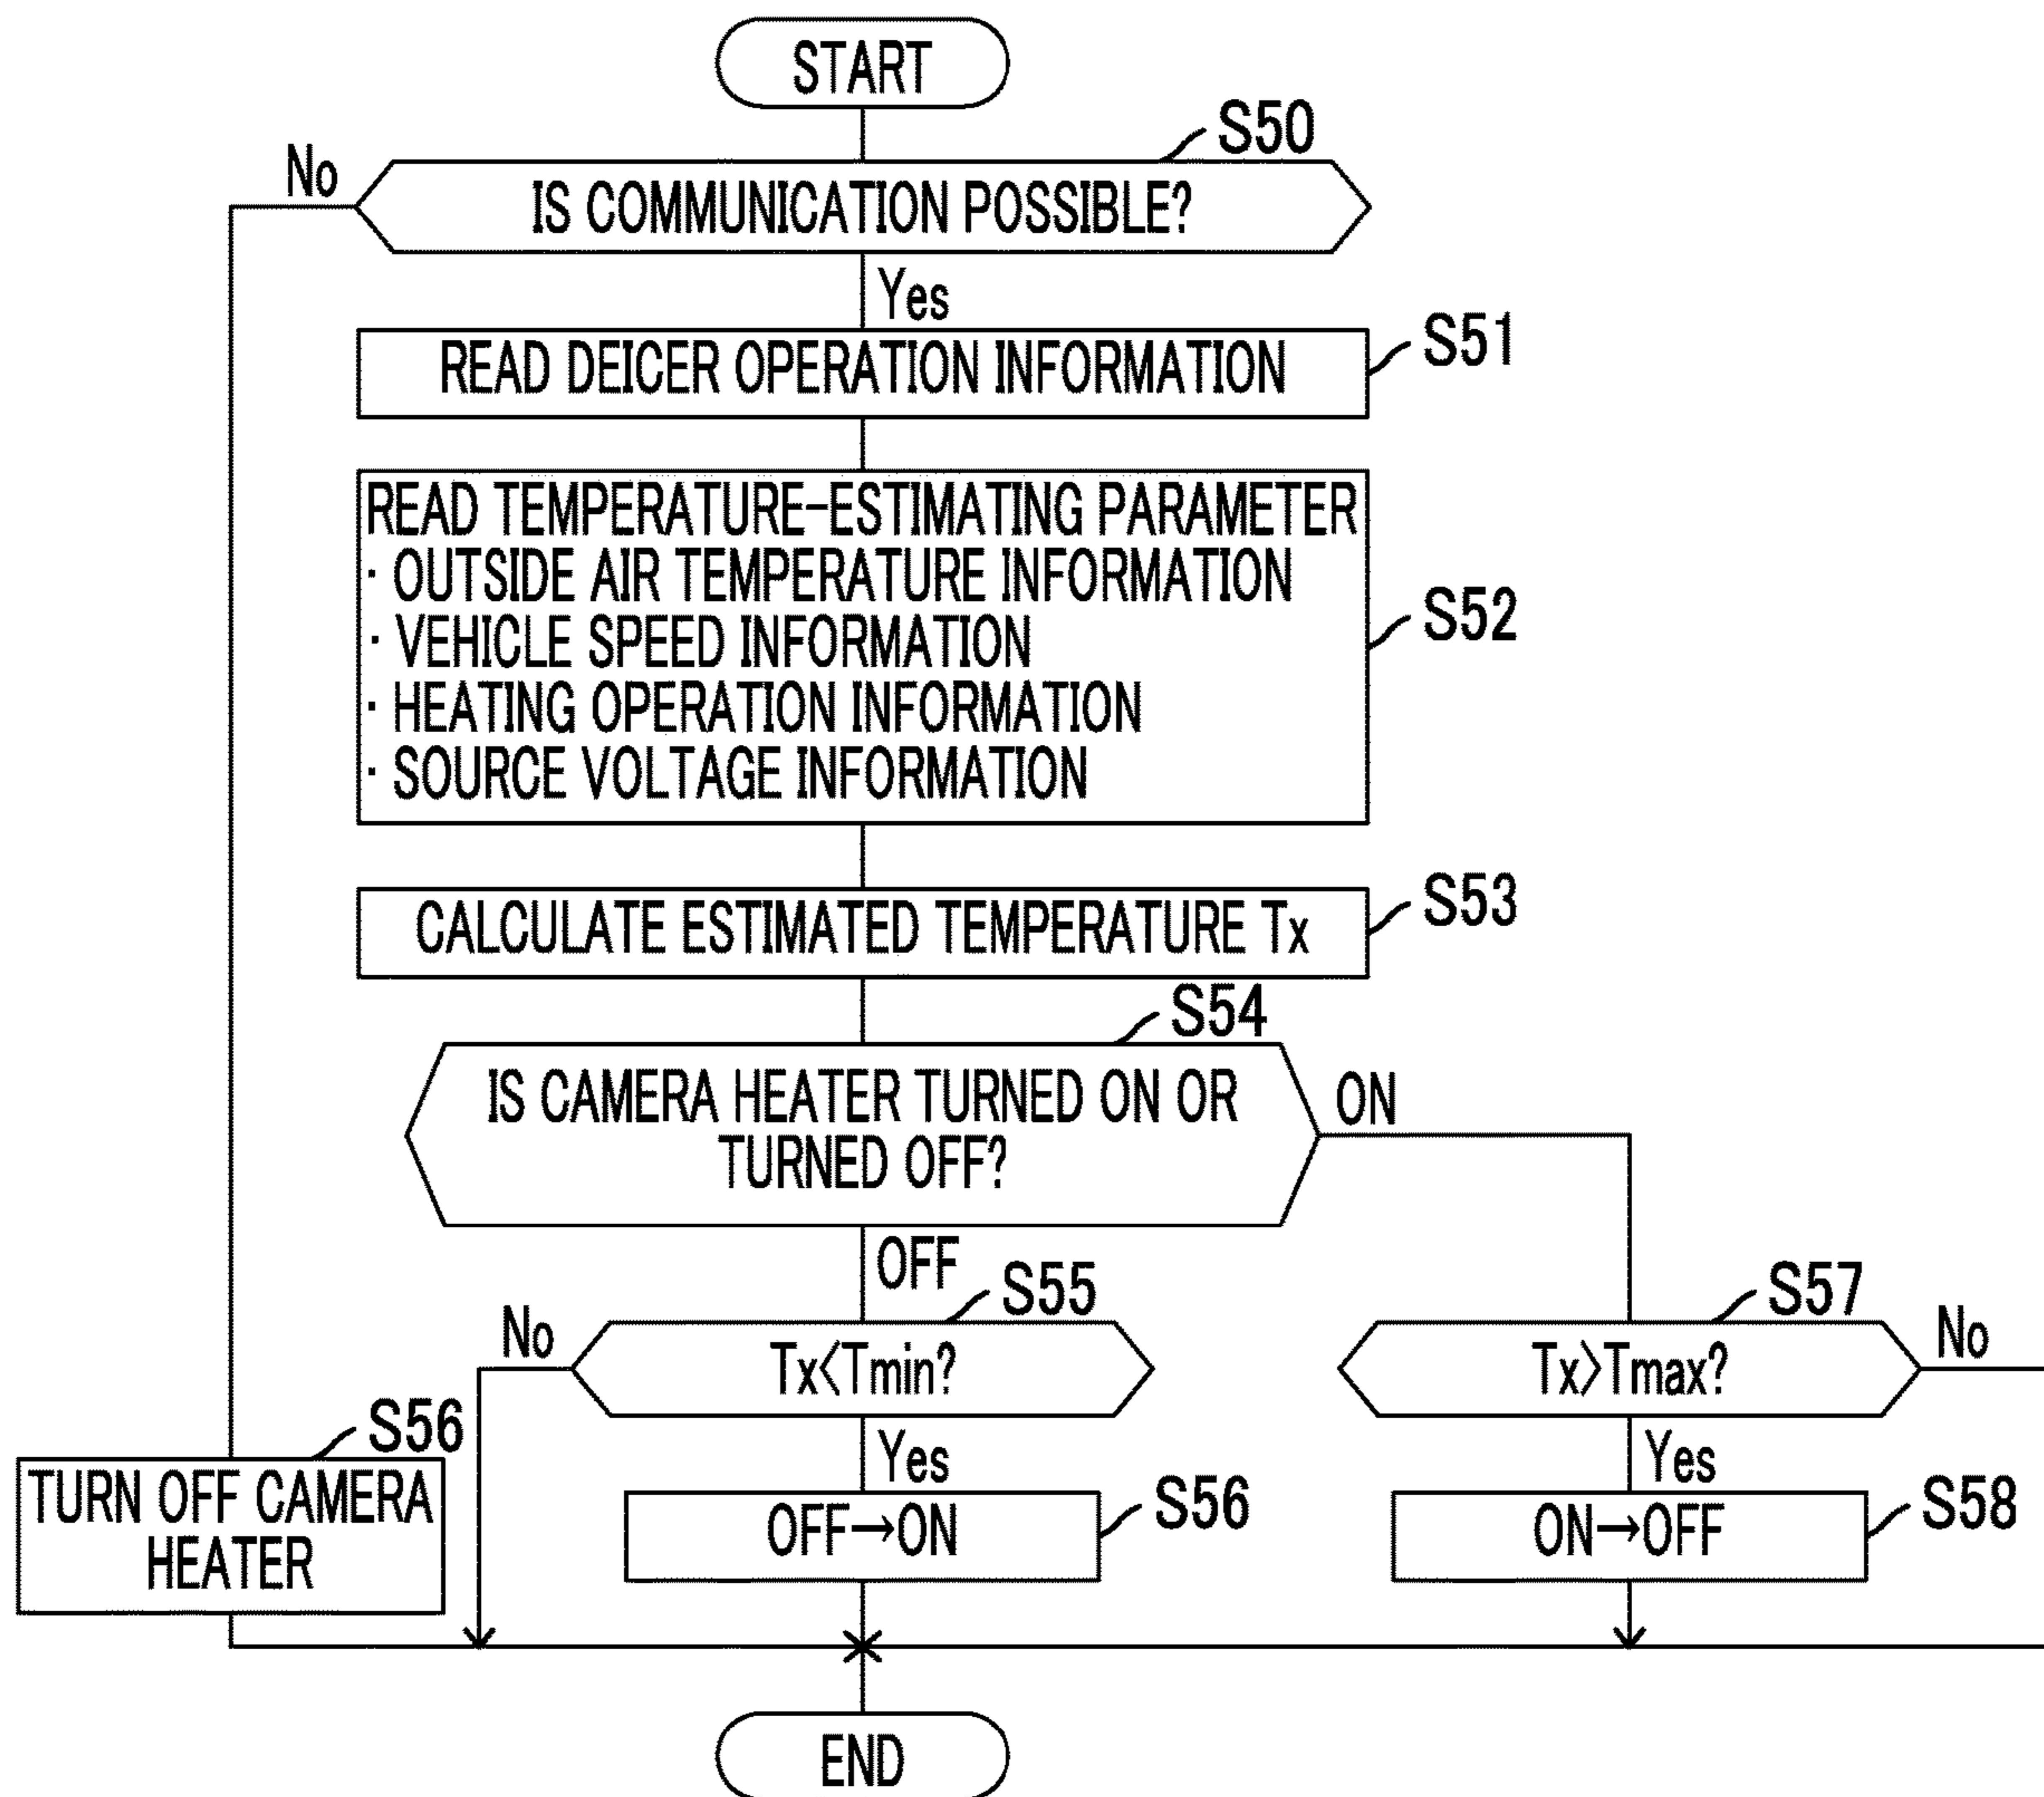 START
S50
No
IS COMMUNICATION POSSIBLE?
Yes
READ DEICER OPERATION INFORMATION
S51
READ TEMPERATURE-ESTIMATING PARAMETER
· OUTSIDE AIR TEMPERATURE INFORMATION
· VEHICLE SPEED INFORMATION
· HEATING OPERATION INFORMATION
· SOURCE VOLTAGE INFORMATION
S52
CALCULATE ESTIMATED TEMPERATURE Tx
S53
S54
IS CAMERA HEATER TURNED ON OR
TURNED OFF?
ON
OFF
S55
No
Tx<Tmin?
Yes
S57
Tx>Tmax?
No
Yes
S56
TURN OFF CAMERA
HEATER
OFF→ON
S56
ON→OFF
S58
END